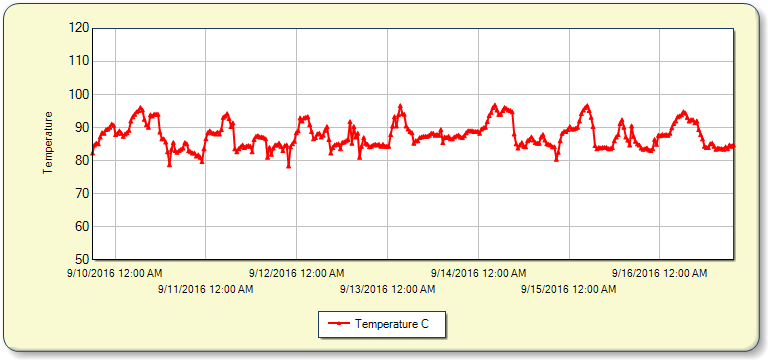 120
110
100
90
80
70
60
50
Temperature
9/10/2016 12:00 AM
9/11/2016 12:00 AM
9/12/2016 12:00 AM
9/13/2016 12:00 AM
9/14/2016 12:00 AM
9/15/2016 12:00 AM
9/16/2016 12:00 AM
Temperature C